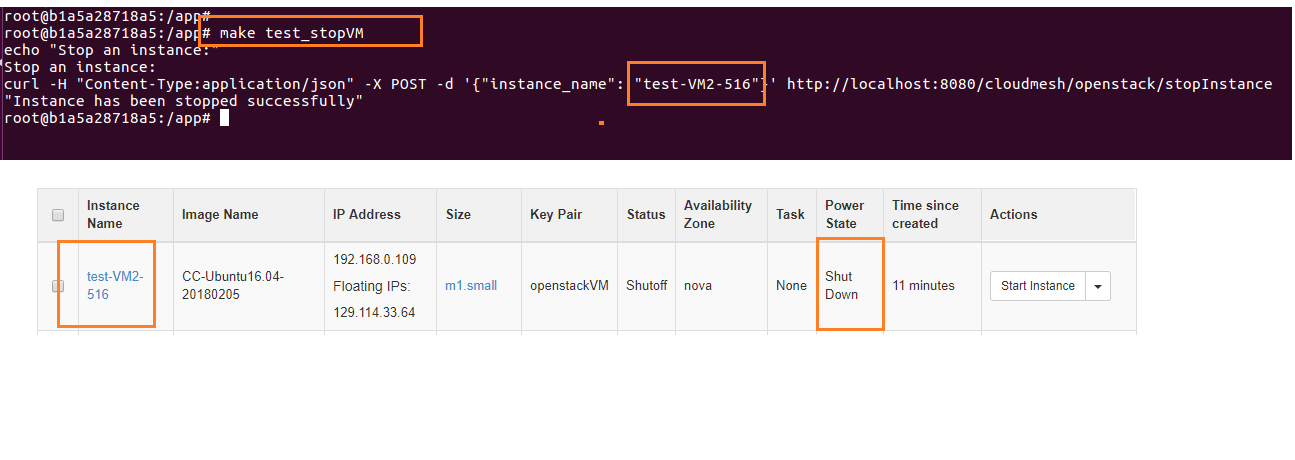 root@b1a5a28718a5:/app#
root@b1a5a28718a5:/app# make test_stopVM
echo "Stop an instance:"
Stop an instance:
curl -H "Content-Type:application/json" -X POST -d '{"instance_name": "test-VM2-516"}' http://localhost:8080/cloudmesh/openstack/stopInstance
"Instance has been stopped successfully"
root@b1a5a28718a5:/app#
Instance Name
Image Name
IP Address
Size
Key Pair
Status
Availability Zone
Task
Power State
Time since created
Actions
test-VM2-
516
CC-Ubuntu16.04-
20180205
192.168.0.109
Floating IPs:
129.114.33.64
m1.small
openstackVM
Shutoff
nova
None
Shut
Down
11 minutes
Start Instance